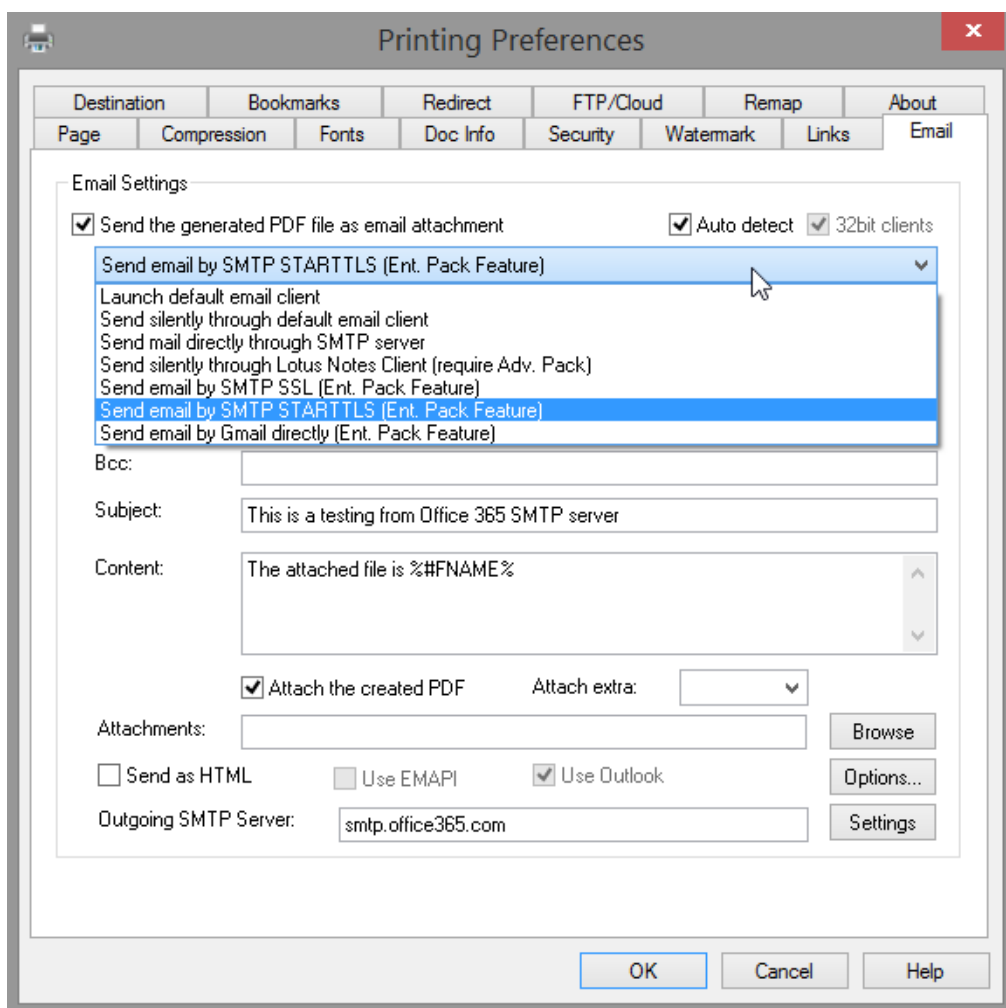 Printing Preferences
x
Destination Bookmarks Redirect FTP/Cloud Remap About
Page Compression Fonts Doc Info Security Watermark Links Email
Email Settings
Send the generated PDF file as email attachment Auto detect 32bit clients
Send email by SMTP STARTTLS (Ent. Pack Feature)
Launch default email client
Send silently through default email client
Send mail directly through SMTP server
Send silently through Lotus Notes Client (require Adv. Pack)
Send email by SMTP SSL (Ent. Pack Feature)
Send email by SMTP STARTTLS (Ent. Pack Feature)
Send email by Gmail directly (Ent. Pack Feature)
Bcc:
Subject: This is a testing from Office 365 SMTP server
Content: The attached file is %#FNAME%
Attach the created PDF Attach extra:
Attachments: Browse
Send as HTML Use EMAPI Use Outlook Options...
Outgoing SMTP Server: smtp.office365.com Settings
OK Cancel Help